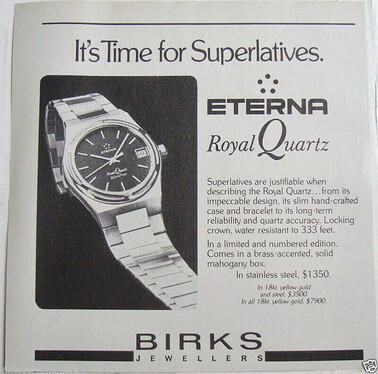 It's Time for Superlatives.
ETERNA
Royal Quartz
ETERNA
Royal Quartz
Superlatives are justifiable when
describing the Royal Quartz...from its
impeccable design, its slim hand-crafted
case and bracelet to its long-term
reliability and quartz accuracy. Locking
crown, water resistant to 333 feet.
In a limited and numbered edition.
Comes in a brass-accented, solid
mahogany box.
In stainless steel, $1350.
In 18kt. yellow gold
and steel, $3500.
In all 18kt. yellow gold, $7900.
BIRKS
JEWELLERS